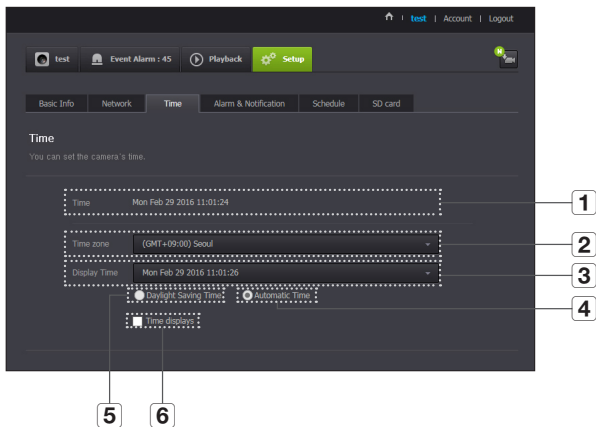 test | Account | Logout
test Event Alarm : 45 Playback Setup N
Basic Info Network Time Alarm & Notification Schedule SD card
Time
You can set the camera's time.
Time Mon Feb 29 2016 11:01:24 1
Time zone (GMT+09:00) Seoul 2
Display Time Mon Feb 29 2016 11:01:26 3
Daylight Saving Time Automatic Time 4
Time displays
5 6